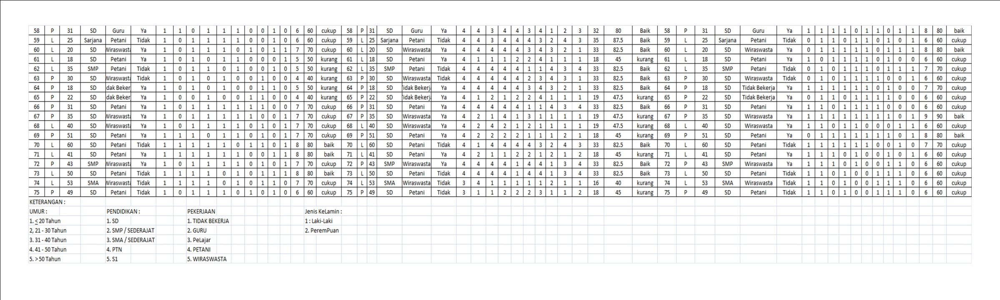 58 P 31 SD Guru Ya 1 1 0 1 1 1 0 0 1 0 6 60 cukup 58 P 31 SD Guru Ya 4 4 3 4 4 3 4 1 2 3 32 80 Baik 58 P 31 SD Guru Ya 1 1 1 1 0 1 1 0 1 1 8 80 baik
59 L 25 Sarjana Petani Tidak 1 0 1 1 1 1 0 0 1 0 6 60 cukup 59 L 25 Sarjana Petani Tidak 4 4 3 4 4 4 3 2 4 3 35 87.5 Baik 59 L 25 Sarjana Petani Tidak 0 1 1 0 1 1 0 1 0 1 6 60 cukup
60 L 20 SD Wiraswasta Ya 1 0 1 1 1 0 1 0 1 1 7 70 cukup 60 L 20 SD Wiraswasta Ya 4 4 4 4 4 3 4 3 2 1 33 82.5 Baik 60 L 20 SD Wiraswasta Ya 0 1 1 1 1 1 0 1 1 1 8 80 baik
61 L 18 SD Petani Ya 1 0 1 0 1 1 0 0 0 1 5 50 kurang 61 L 18 SD Petani Ya 4 1 1 1 2 2 4 1 1 1 18 45 kurang 61 L 18 SD Petani Ya 1 0 1 1 1 1 1 0 0 0 6 60 cukup
62 L 35 SMP Petani Tidak 1 0 1 1 0 1 0 0 1 0 5 50 kurang 62 L 35 SMP Petani Tidak 4 4 4 4 4 1 1 4 3 4 33 82.5 Baik 62 L 35 SMP Petani Tidak 0 1 0 1 1 1 0 1 1 1 7 70 cukup
63 P 30 SD Wiraswasta Tidak 1 0 1 0 1 0 0 1 0 0 4 40 kurang 63 P 30 SD Wiraswasta Tidak 4 4 4 4 4 2 3 4 3 1 33 82.5 Baik 63 P 30 SD Wiraswasta Tidak 0 1 0 1 1 1 1 0 0 1 6 60 cukup
64 P 18 SD dak Beker Ya 1 0 1 0 1 0 0 1 1 0 5 50 kurang 64 P 18 SD Tidak Bekerj Ya 4 4 4 4 4 3 4 3 2 1 33 82.5 Baik 64 P 18 SD Tidak Bekerja Ya 1 1 1 1 1 1 0 1 0 0 7 70 cukup
65 P 22 SD dak Beker Ya 1 0 0 1 0 0 1 1 0 0 4 40 kurang 65 P 22 SD Tidak Bekerj Ya 4 1 2 1 2 2 4 1 1 1 19 47.5 kurang 65 P 22 SD Tidak Bekerja Ya 0 1 1 0 1 1 1 1 0 0 6 60 cukup
66 P 31 SD Petani Ya 1 0 1 1 1 1 1 1 0 0 7 70 cukup 66 P 31 SD Petani Ya 4 4 4 4 4 1 1 4 3 4 33 82.5 Baik 66 P 31 SD Petani Ya 0 0 1 1 1 1 1 1 0 0 6 60 cukup
67 P 35 SD Wiraswasta Ya 1 0 1 1 1 1 1 0 0 1 7 70 cukup 67 P 35 SD Wiraswasta Ya 4 2 1 4 1 3 1 1 1 1 19 47.5 kurang 67 P 35 SD Wiraswasta Ya 1 1 1 1 1 1 1 1 0 1 9 90 baik
68 L 40 SD Wiraswasta Ya 1 0 1 1 1 1 0 1 0 1 7 70 cukup 68 L 40 SD Wiraswasta Ya 4 2 4 2 1 2 1 1 1 1 19 47.5 kurang 68 L 40 SD Wiraswasta Ya 1 1 0 1 1 0 0 0 1 1 6 60 cukup
69 P 51 SD Petani Ya 1 1 1 0 1 1 0 1 0 1 7 70 cukup 69 P 51 SD Petani Ya 4 2 2 2 2 1 1 1 2 1 18 45 kurang 69 P 51 SD Petani Ya 0 1 1 1 1 1 1 1 0 1 8 80 baik
70 L 60 SD Petani Tidak 1 1 1 1 1 0 1 1 0 1 8 80 baik 70 L 60 SD Petani Tidak 4 1 4 4 4 4 3 2 4 3 33 82.5 Baik 70 L 60 SD Petani Tidak 1 1 1 1 1 1 0 0 1 0 7 70 cukup
71 L 41 SD Petani Ya 1 1 1 1 1 1 0 0 1 1 8 80 baik 71 L 41 SD Petani Ya 4 2 1 1 2 2 1 2 1 2 18 45 kurang 71 L 41 SD Petani Ya 1 1 1 0 1 0 0 1 0 1 6 60 cukup
72 P 43 SMP Wiraswasta Ya 1 0 1 1 1 1 0 1 0 1 7 70 cukup 72 P 43 SMP Wiraswasta Ya 4 4 4 4 1 4 4 1 3 4 33 82.5 Baik 72 P 43 SMP Wiraswasta Ya 1 1 1 0 1 0 0 1 1 0 6 60 cukup
73 L 50 SD Petani Tidak 1 1 1 1 0 1 0 1 1 1 8 80 baik 73 L 50 SD Petani Tidak 4 4 4 4 1 4 4 1 3 4 33 82.5 Baik 73 L 50 SD Petani Tidak 1 1 0 1 0 0 1 1 1 0 6 60 cukup
74 L 53 SMA Wiraswasta Tidak 1 1 1 1 0 1 0 1 1 0 7 70 cukup 74 L 53 SMA Wiraswasta Tidak 3 4 1 1 1 1 1 2 1 1 16 40 kurang 74 L 53 SMA Wiraswasta Tidak 1 1 0 1 0 0 1 1 1 0 6 60 cukup
75 P 49 SD Petani Tidak 1 0 1 1 1 0 1 0 1 0 6 60 cukup 75 P 49 SD Petani Tidak 3 1 1 2 2 2 3 1 1 2 18 45 kurang 75 P 49 SD Petani Tidak 1 1 0 1 0 0 1 1 1 0 6 60 cukup
KETERANGAN :
UMUR : PENDIDIKAN : PEKERJAAN Jenis KeLamin :
1. < 20 Tahun 1. SD 1. TIDAK BEKERJA 1 : Laki-Laki
2, 21 - 30 Tahun 2. SMP / SEDERAJAT 2. GURU 2. PeremPuan
3. 31 - 40 Tahun 3. SMA / SEDERAJAT 3. PeLajar
4. 41 - 50 Tahun 4. PTN 4. PETANI
5. > 50 Tahun 5. S1 5. WIRASWASTA